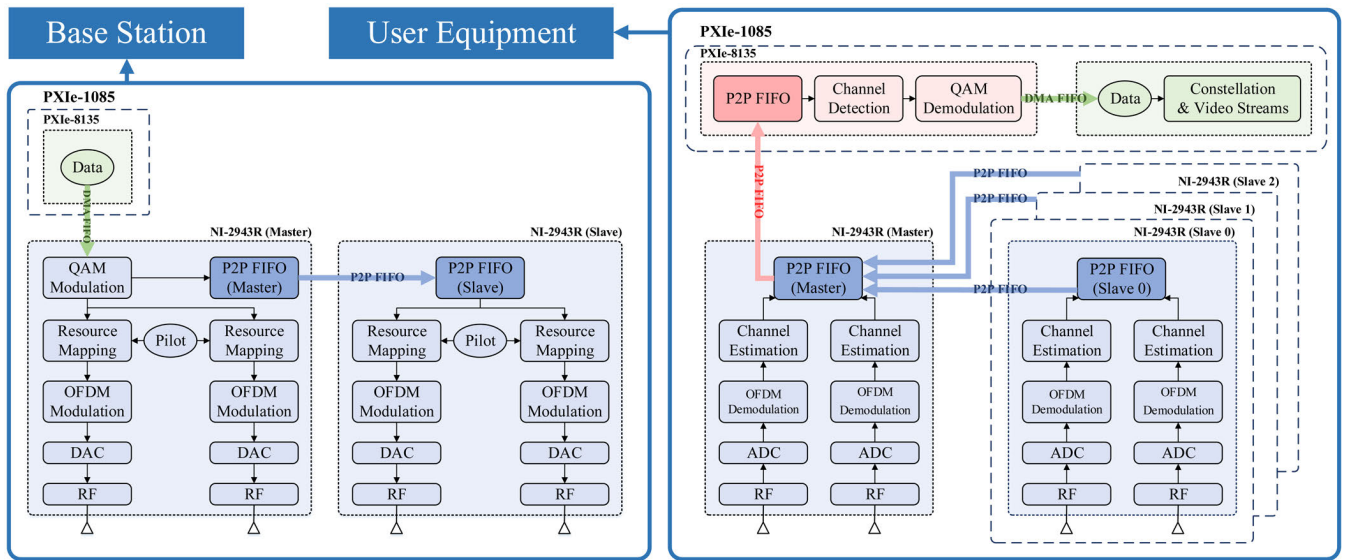 Base Station
User Equipment
PXIe-1085
PXIe-8135
Data
DMA FIFO
NI-2943R (Master)
NI-2943R (Slave)
QAM
Modulation
P2P FIFO
(Master)
P2P FIFO
P2P FIFO
(Slave)
Resource
Mapping
Pilot
Resource
Mapping
Resource
Mapping
Pilot
Resource
Mapping
OFDM
Modulation
OFDM
Modulation
OFDM
Modulation
OFDM
Modulation
DAC
DAC
DAC
DAC
RF
RF
RF
RF
PXIe-1085
PXIe-8135
P2P FIFO
Channel
Detection
QAM
Demodulation
DMA FIFO
Data
Constellation
& Video Streams
P2P FIFO
P2P FIFO
P2P FIFO
NI-2943R (Slave 2)
NI-2943R (Slave 1)
NI-2943R (Master)
NI-2943R (Slave 0)
P2P FIFO
(Master)
P2P FIFO
P2P FIFO
(Slave 0)
Channel
Estimation
Channel
Estimation
Channel
Estimation
Channel
Estimation
OFDM
Demodulation
OFDM
Demodulation
OFDM
Demodulation
OFDM
Demodulation
ADC
ADC
ADC
ADC
RF
RF
RF
RF